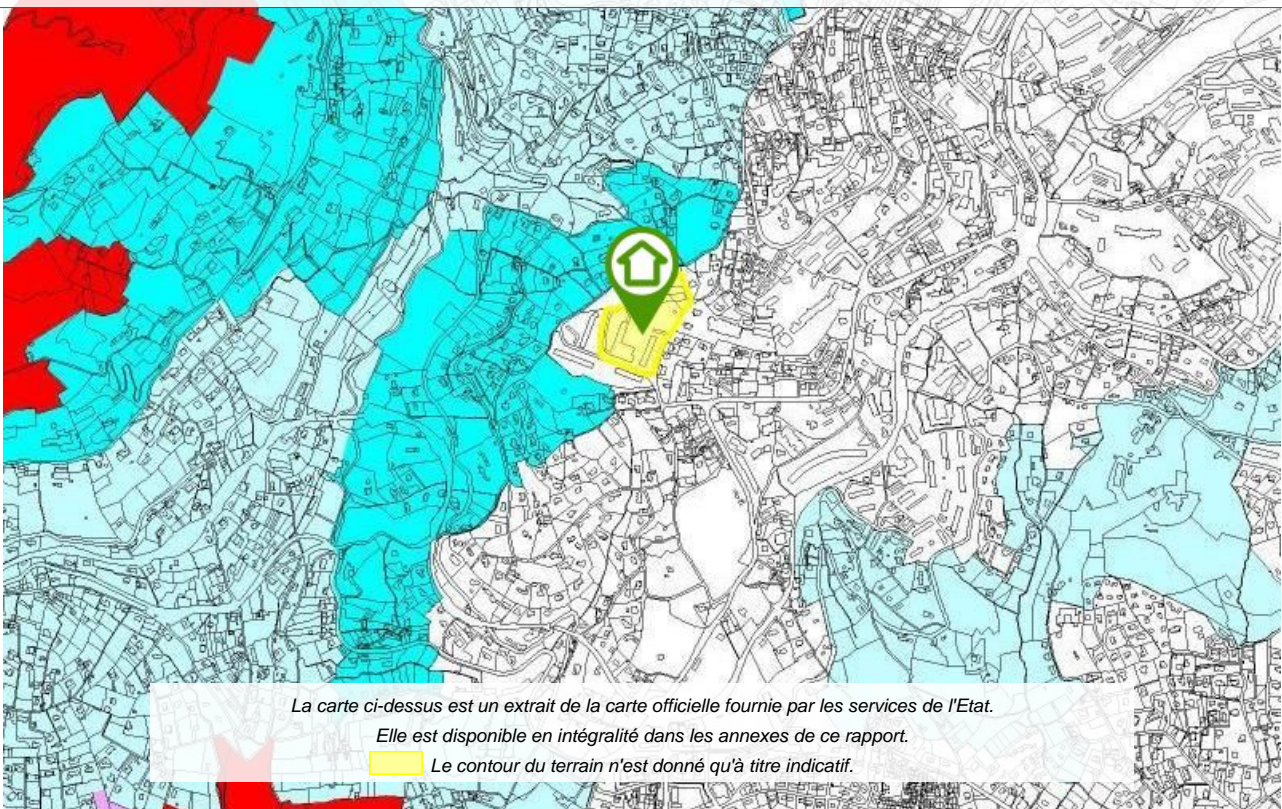 La carte ci-dessus est un extrait de la carte officielle fournie par les services de l'Etat.
Elle est disponible en intégralité dans les annexes de ce rapport.
Le contour du terrain n'est donné qu'à titre indicatif.